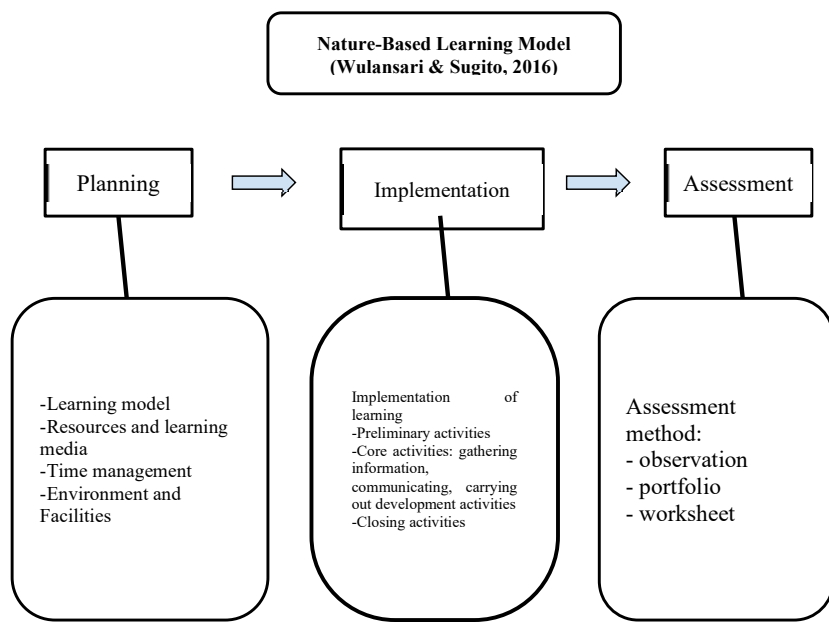 Nature-Based Learning Model
(Wulansari & Sugito, 2016)
Planning
Implementation
Assessment
-Learning model
-Resources and learning
media
-Time management
-Environment and
Facilities
Implementation of
learning
-Preliminary activities
-Core activities: gathering
information,
communicating, carrying
out development activities
-Closing activities
Assessment
method:
- observation
- portfolio
- worksheet